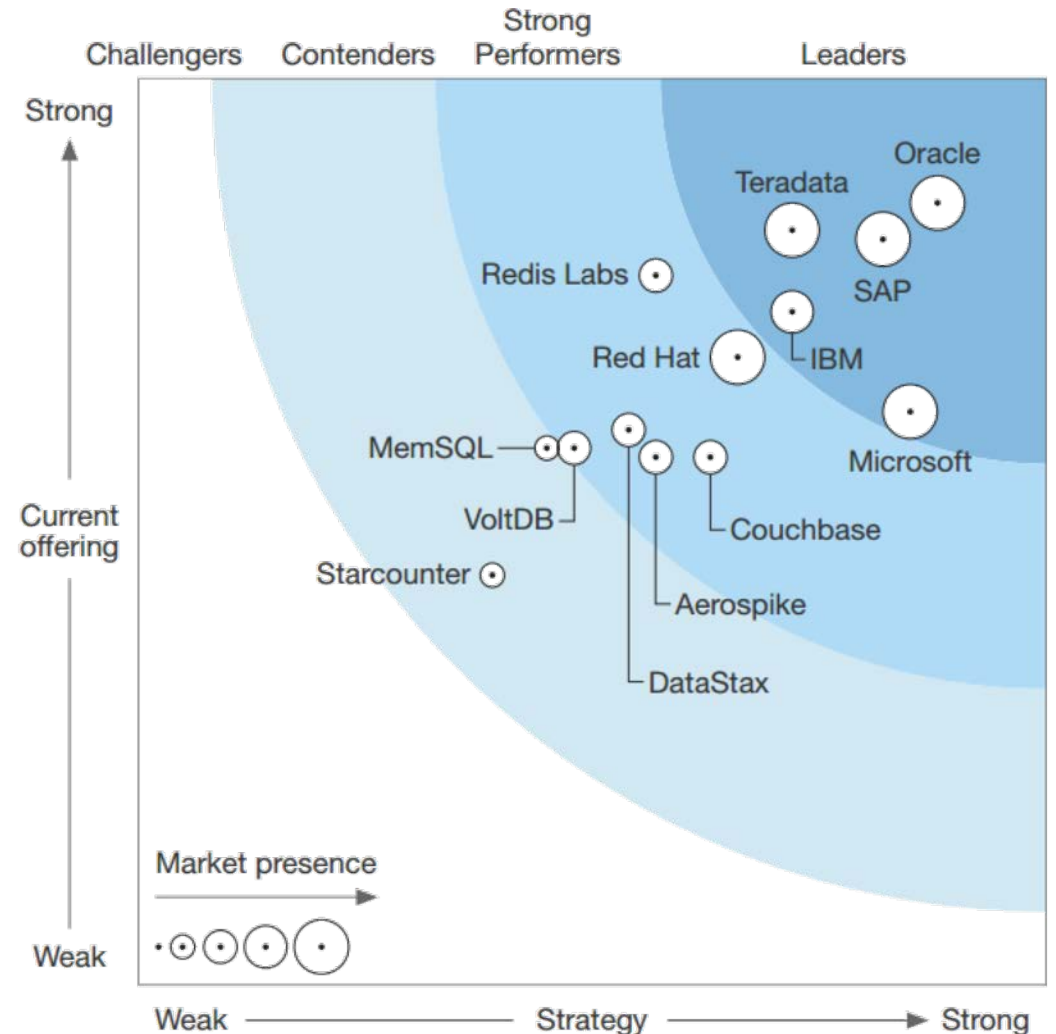 Challengers
Contenders
Strong
Performers
Leaders
Strong
Oracle
Teradata
SAP
Redis Labs
Red Hat
IBM
MemSQL
Microsoft
VoltDB
Couchbase
Current
offering
Starcounter
Aerospike
DataStax
Market presence
Weak
Weak
Strategy
Strong